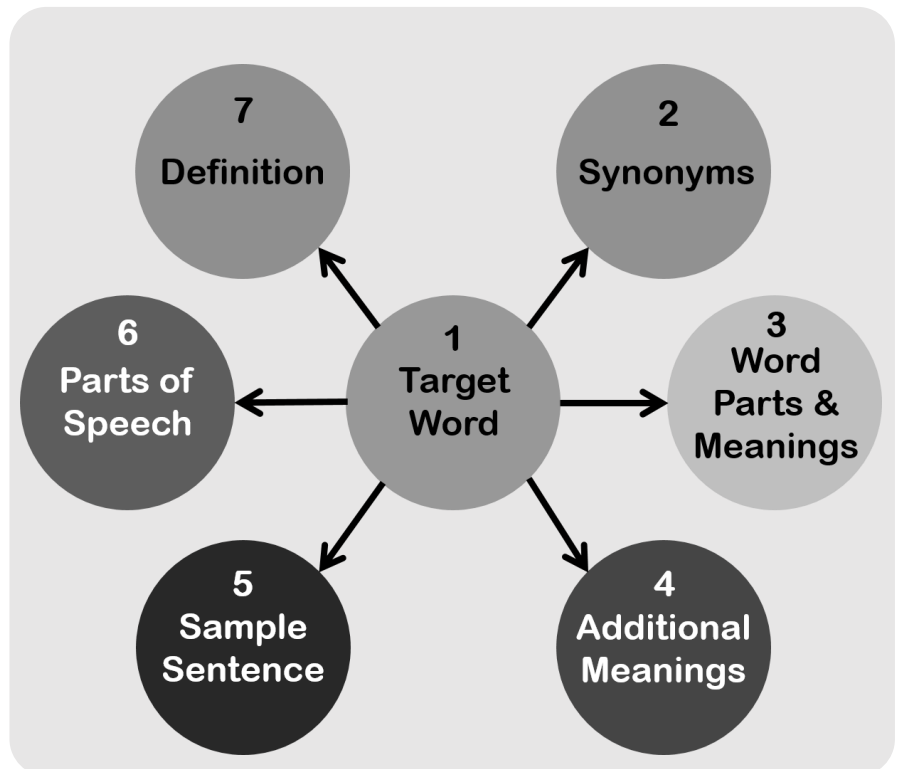 1
Target
Word
2
Synonyms
3
Word
Parts &
Meanings
4
Additional
Meanings
5
Sample
Sentence
6
Parts of
Speech
7
Definition